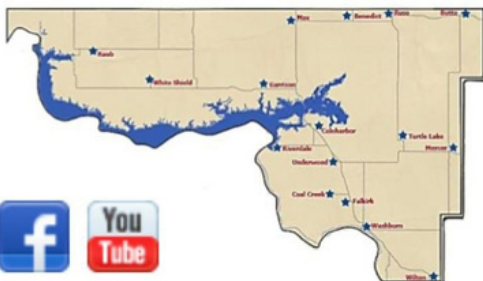 Max
Benedict
Ruso
Butte
Raub
White Shield
Garrison
Coleharbor
Turtle Lake
Riverdale
Mercer
Underwood
Coal Creek
Falkirk
Washburn
Wilton
f
You
Tube